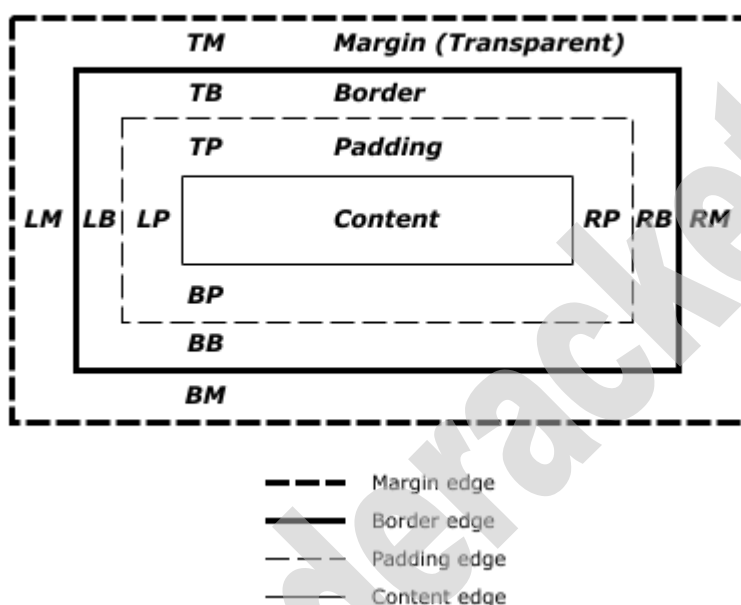 TM Margin (Transparent)
TB Border
TP Padding
LM LB LP Content RP RB RM
BP
BB
BM
Margin edge
Border edge
Padding edge
Content edge